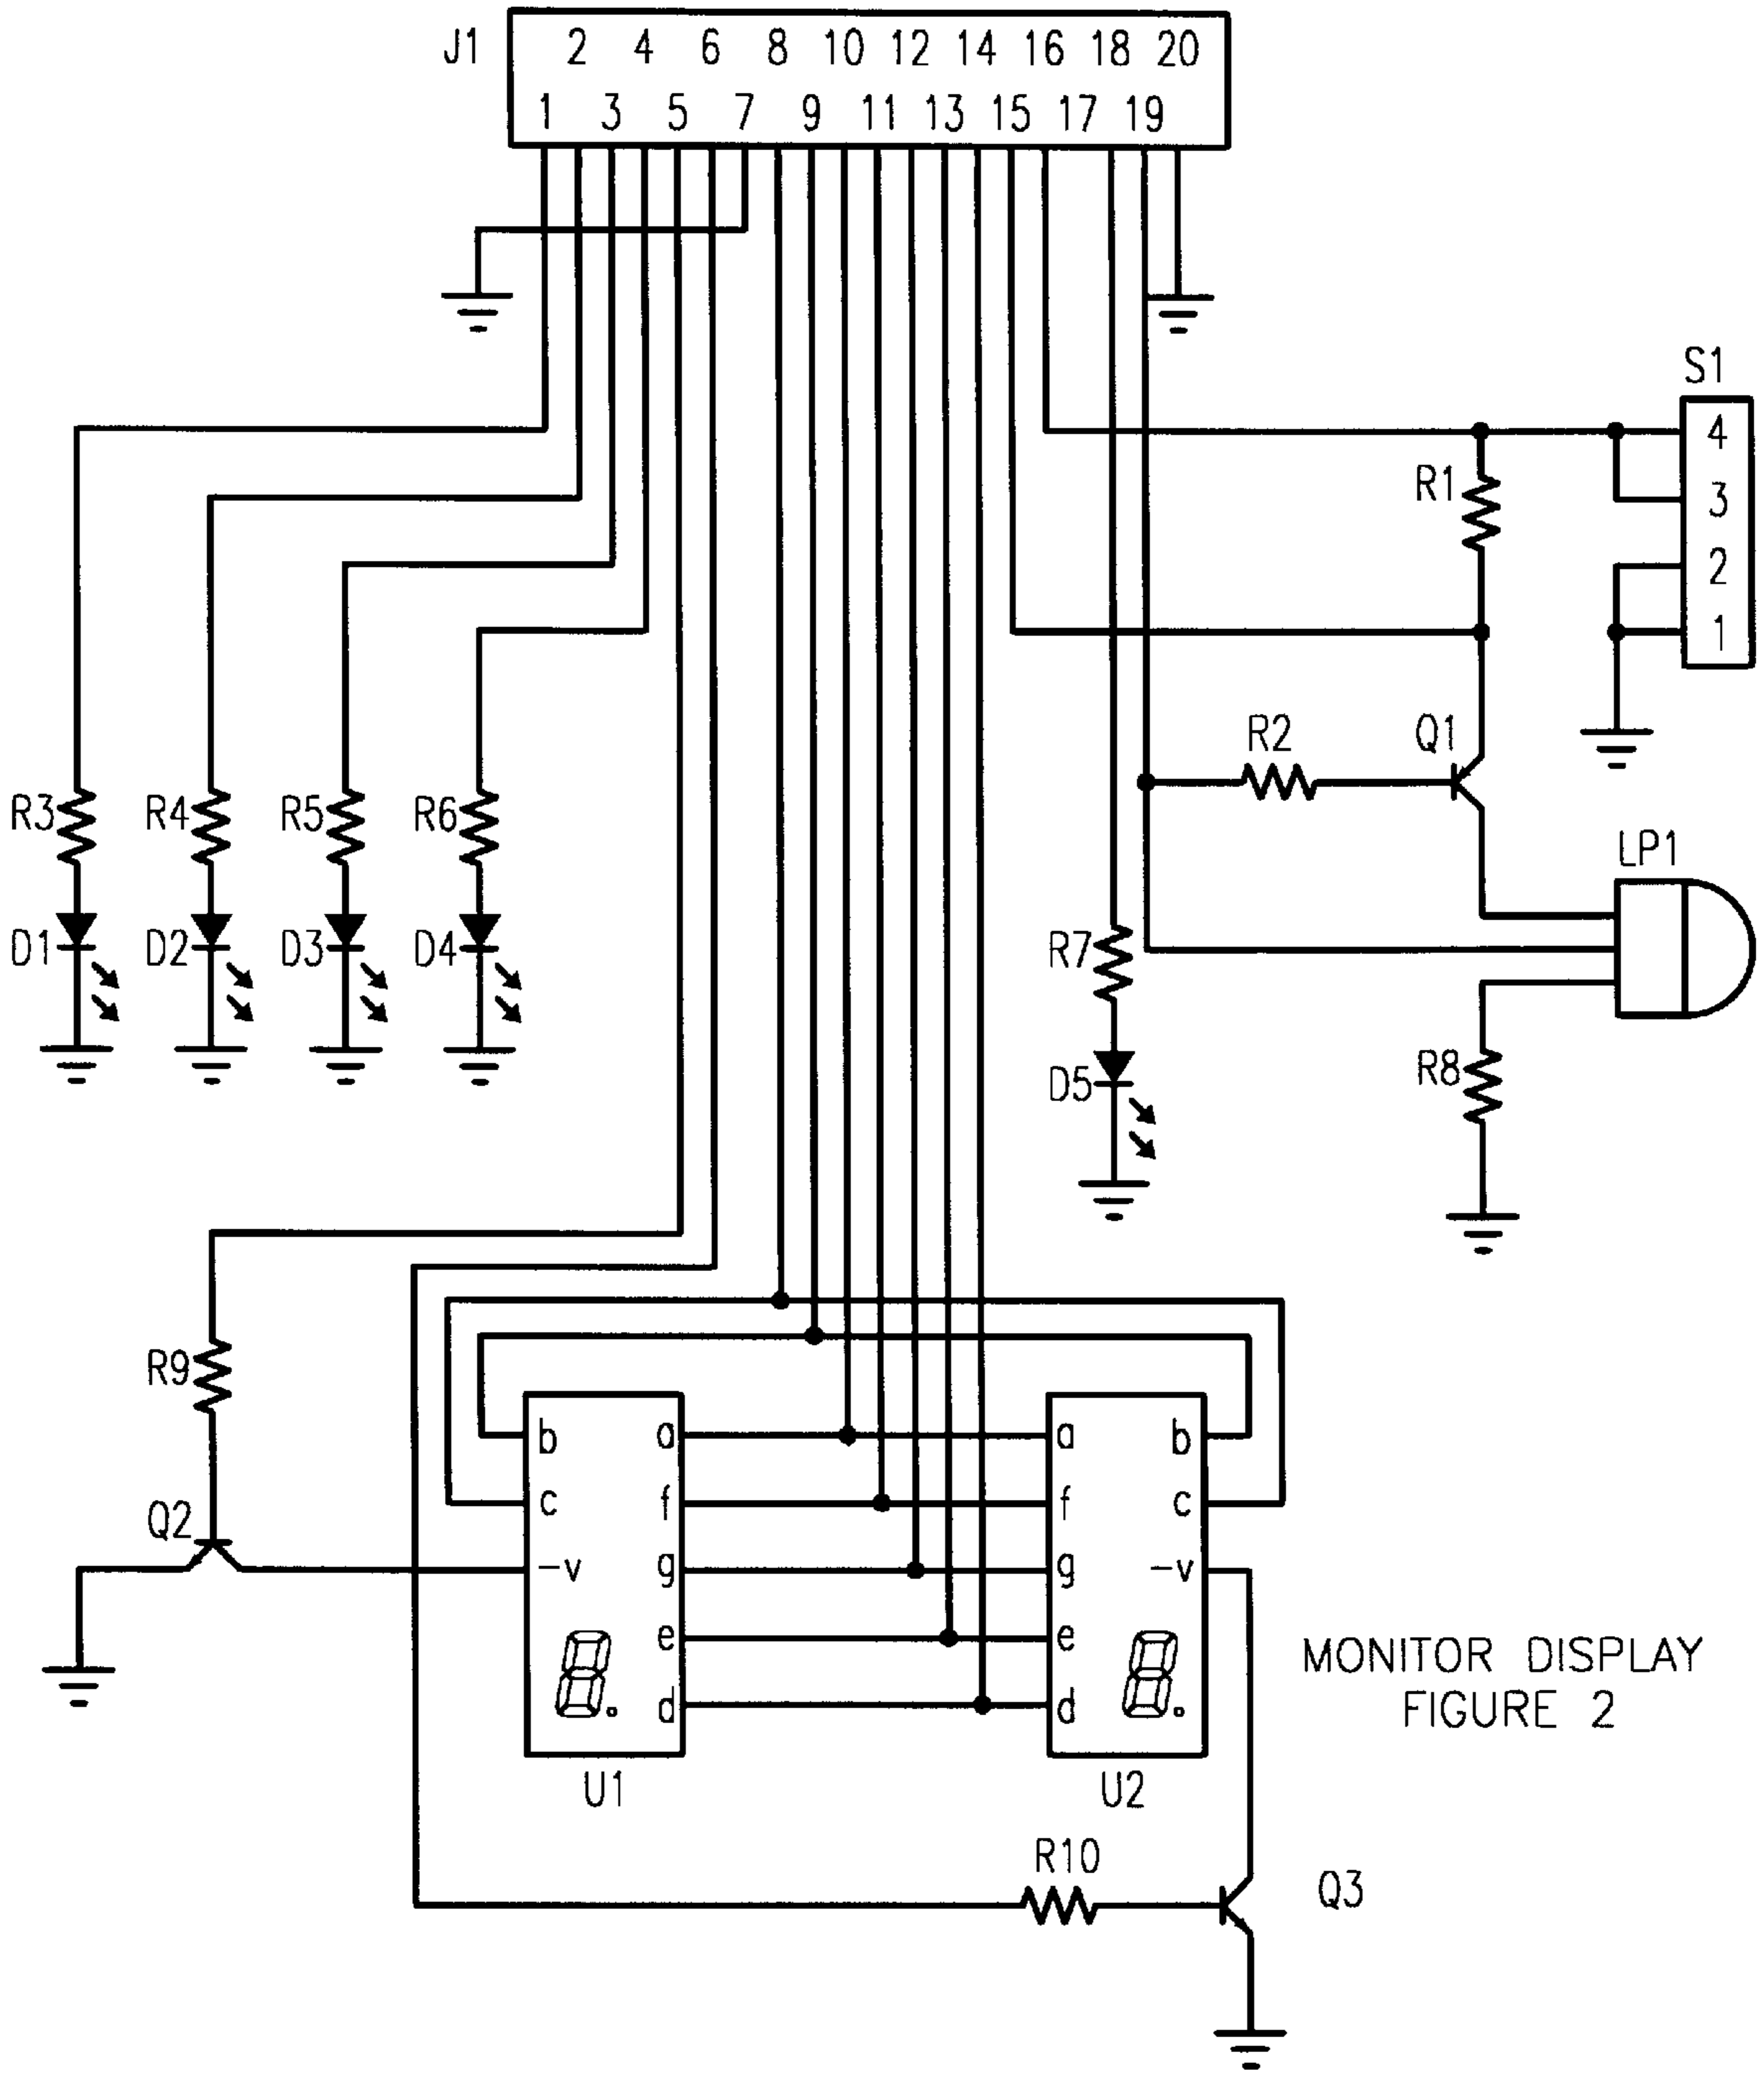 J1
2 4 6 8 10 12 14 16 18 20
1 3 5 7 9 11 13 15 17 19
S1
4
3
2
1
R1
R2 Q1
LP1
R3 R4 R5 R6
D1 D2 D3 D4
R7
D5
R8
R9
Q2
b a
c f
-v g
e
d
U1
a b
f c
g -v
e
d
U2
R10
Q3
MONITOR DISPLAY
FIGURE 2